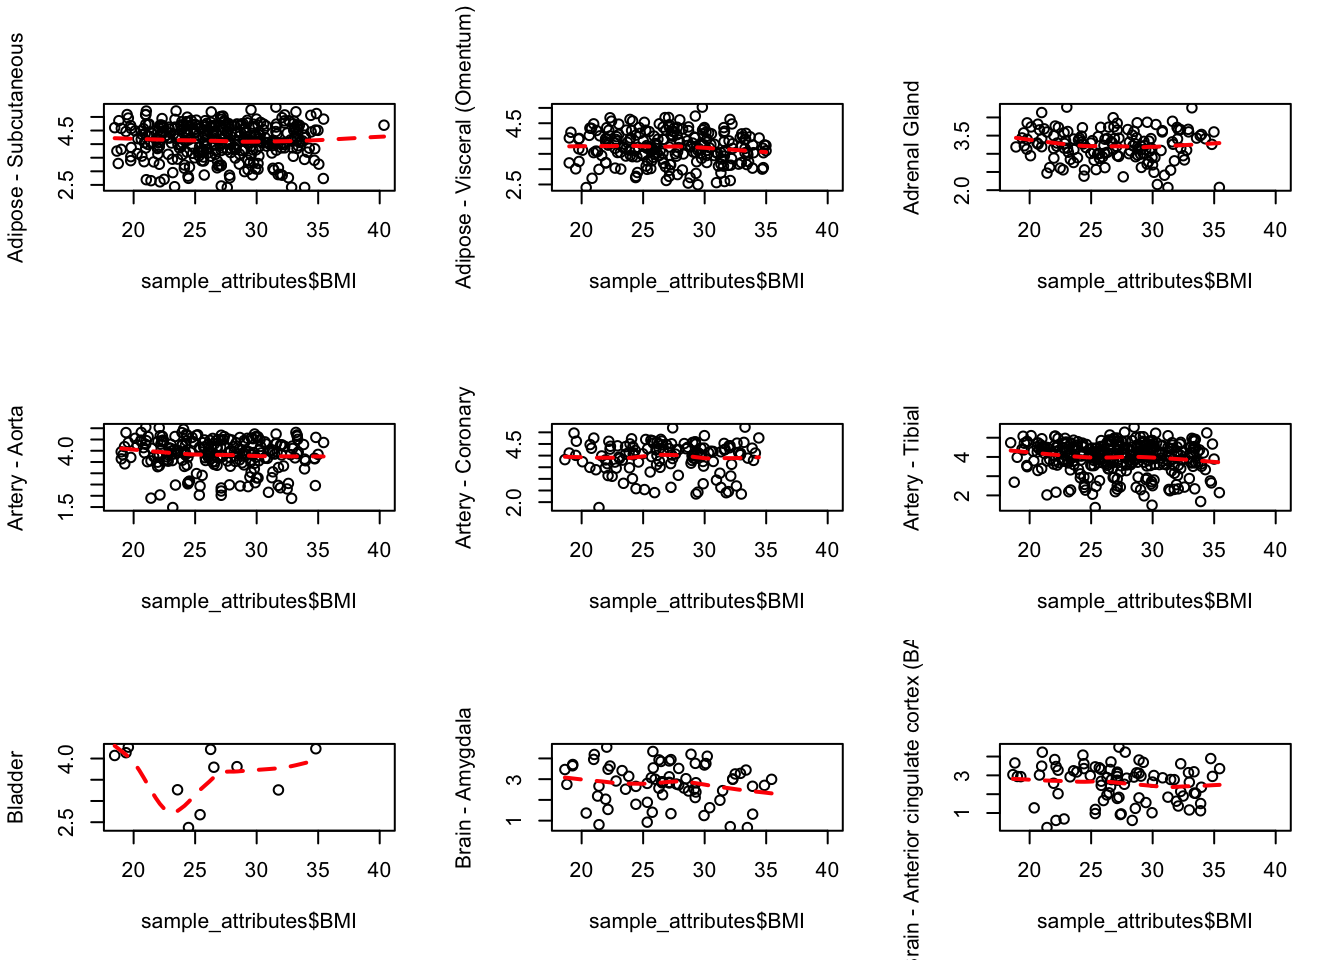 Adipose - Subcutaneous
4.5
2.5
20 25 30 35 40
sample_attributes$BMI
Adipose - Visceral (Omentum)
4.5
2.5
20 25 30 35 40
sample_attributes$BMI
Adrenal Gland
3.5
2.0
20 25 30 35 40
sample_attributes$BMI
Artery - Aorta
4.0
1.5
20 25 30 35 40
sample_attributes$BMI
Artery - Coronary
4.5
2.0
20 25 30 35 40
sample_attributes$BMI
Artery - Tibial
4
2
20 25 30 35 40
sample_attributes$BMI
Bladder
4.0
2.5
20 25 30 35 40
sample_attributes$BMI
Brain - Amygdala
3
1
20 25 30 35 40
sample_attributes$BMI
- Anterior cingulate cortex
3
1
20 25 30 35 40
sample_attributes$BMI